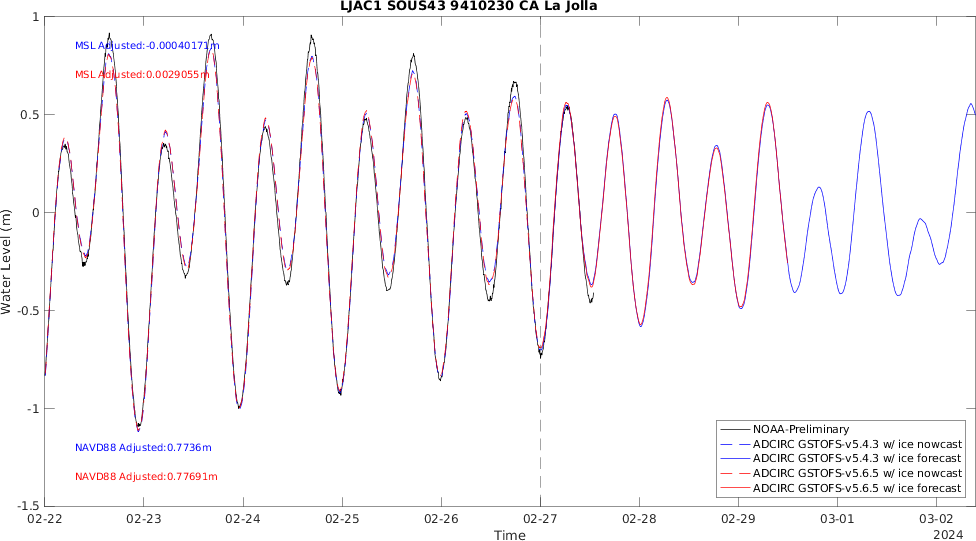 LJAC1 SOUS43 9410230 CA La Jolla
1
MSL Adjusted:-0.00040171m
MSL Adjusted:0.0029055m
0.5
0
Water Level (m)
-0.5
-1
NAVD88 Adjusted:0.7736m
NAVD88 Adjusted:0.77691m
-1.5
NOAA-Preliminary
ADCIRC GSTOFS-v5.4.3 w/ ice nowcast
ADCIRC GSTOFS-v5.4.3 w/ ice forecast
ADCIRC GSTOFS-v5.6.5 w/ ice nowcast
ADCIRC GSTOFS-v5.6.5 w/ ice forecast
02-22 02-23 02-24 02-25 02-26 02-27 02-28 02-29 03-01 03-02
Time
2024